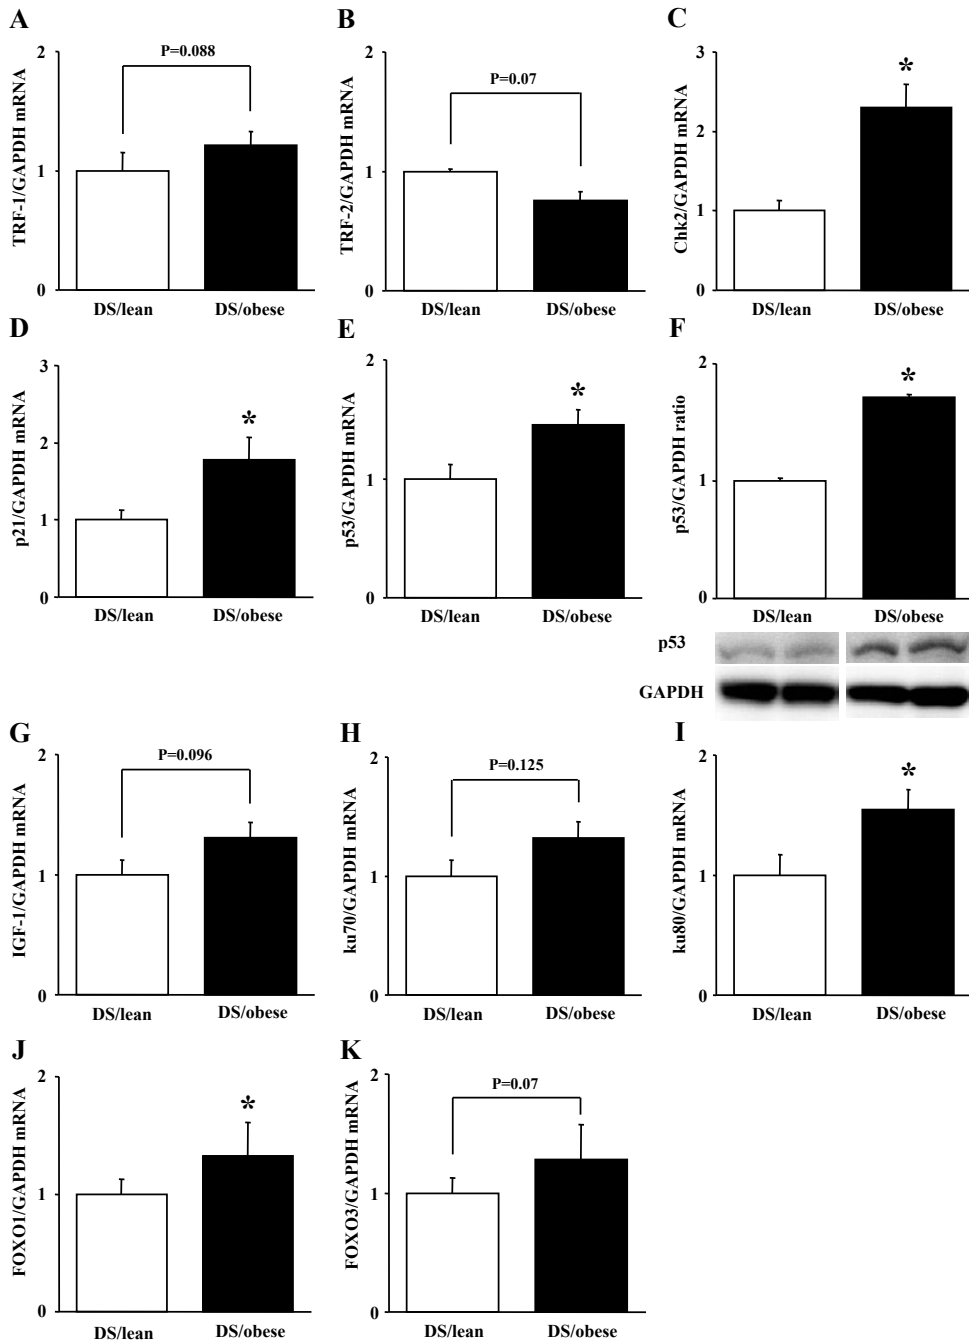 A
TRF-1/GAPDH mRNA
2
1
0
P=0.088
DS/lean DS/obese
B
TRF-2/GAPDH mRNA
2
1
0
P=0.07
DS/lean DS/obese
C
Chk2/GAPDH mRNA
3
2
1
0
*
DS/lean DS/obese
D
p21/GAPDH mRNA
3
2
1
0
*
DS/lean DS/obese
E
p53/GAPDH mRNA
2
1
0
*
DS/lean DS/obese
F
p53/GAPDH ratio
2
1
0
*
DS/lean DS/obese
p53
GAPDH
G
IGF-1/GAPDH mRNA
2
1
0
P=0.096
DS/lean DS/obese
H
ku70/GAPDH mRNA
2
1
0
P=0.125
DS/lean DS/obese
I
ku80/GAPDH mRNA
2
1
0
*
DS/lean DS/obese
J
FOXO1/GAPDH mRNA
2
1
0
*
DS/lean DS/obese
K
FOXO3/GAPDH mRNA
2
1
0
P=0.07
DS/lean DS/obese